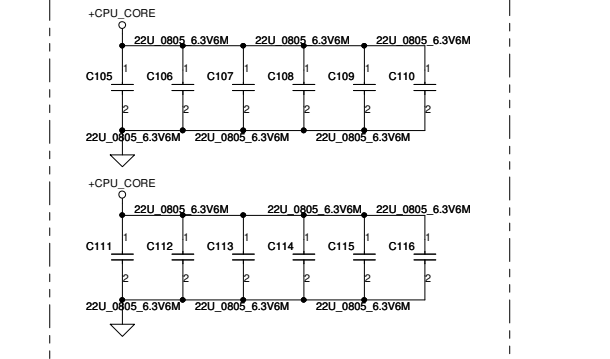 +CPU_CORE
22U_0805_6.3V6M 22U_0805_6.3V6M 22U_0805_6.3V6M
1 1 1 1 1 1
C105 C106 C107 C108 C109 C110
2 2 2 2 2 2
22U_0805_6.3V6M 22U_0805_6.3V6M 22U_0805_6.3V6M
+CPU_CORE
22U_0805_6.3V6M 22U_0805_6.3V6M 22U_0805_6.3V6M
1 1 1 1 1 1
C111 C112 C113 C114 C115 C116
2 2 2 2 2 2
22U_0805_6.3V6M 22U_0805_6.3V6M 22U_0805_6.3V6M